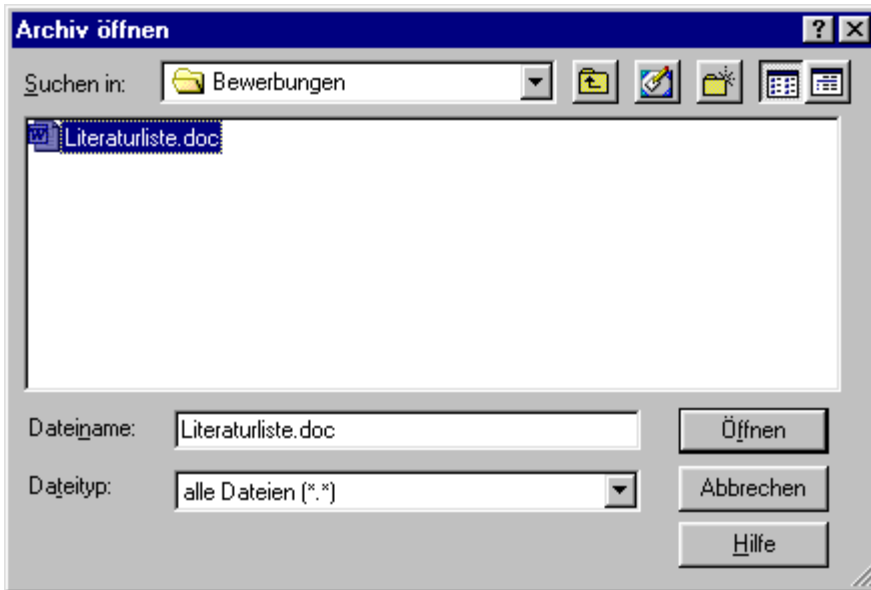 Archiv öffnen
Suchen in: Bewerbungen
Literaturliste.doc
Dateiname: Literaturliste.doc Öffnen
Dateityp: alle Dateien (*.*) Abbrechen
Hilfe